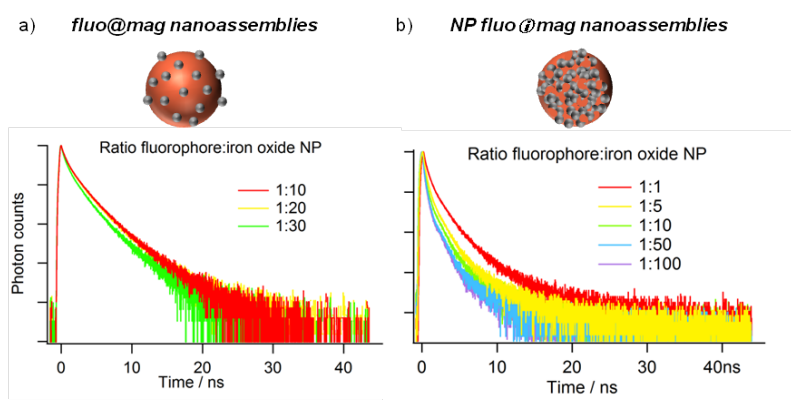 a) fluo@mag nanoassemblies
Ratio fluorophore:iron oxide NP
1:10
1:20
1:30
Photon counts
0 10 20 30 40
Time / ns
b) NP fluoⓘmag nanoassemblies
Ratio fluorophore:iron oxide NP
1:1
1:5
1:10
1:50
1:100
0 10 20 30 40ns
Time / ns